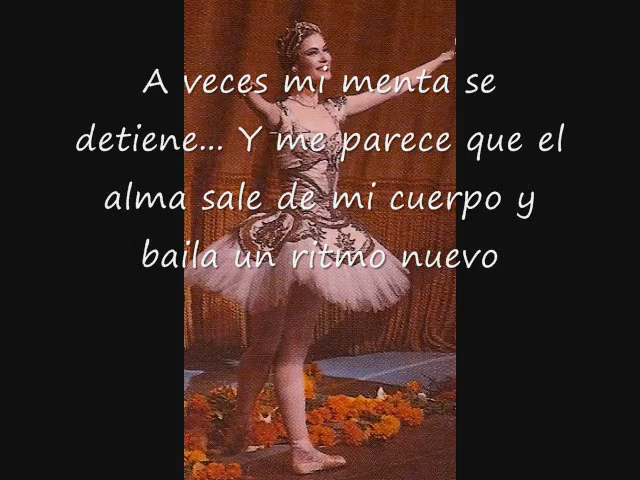 A veces mi menta se
detiene... Y me parece que el
alma sale de mi cuerpo y
baila un ritmo nuevo